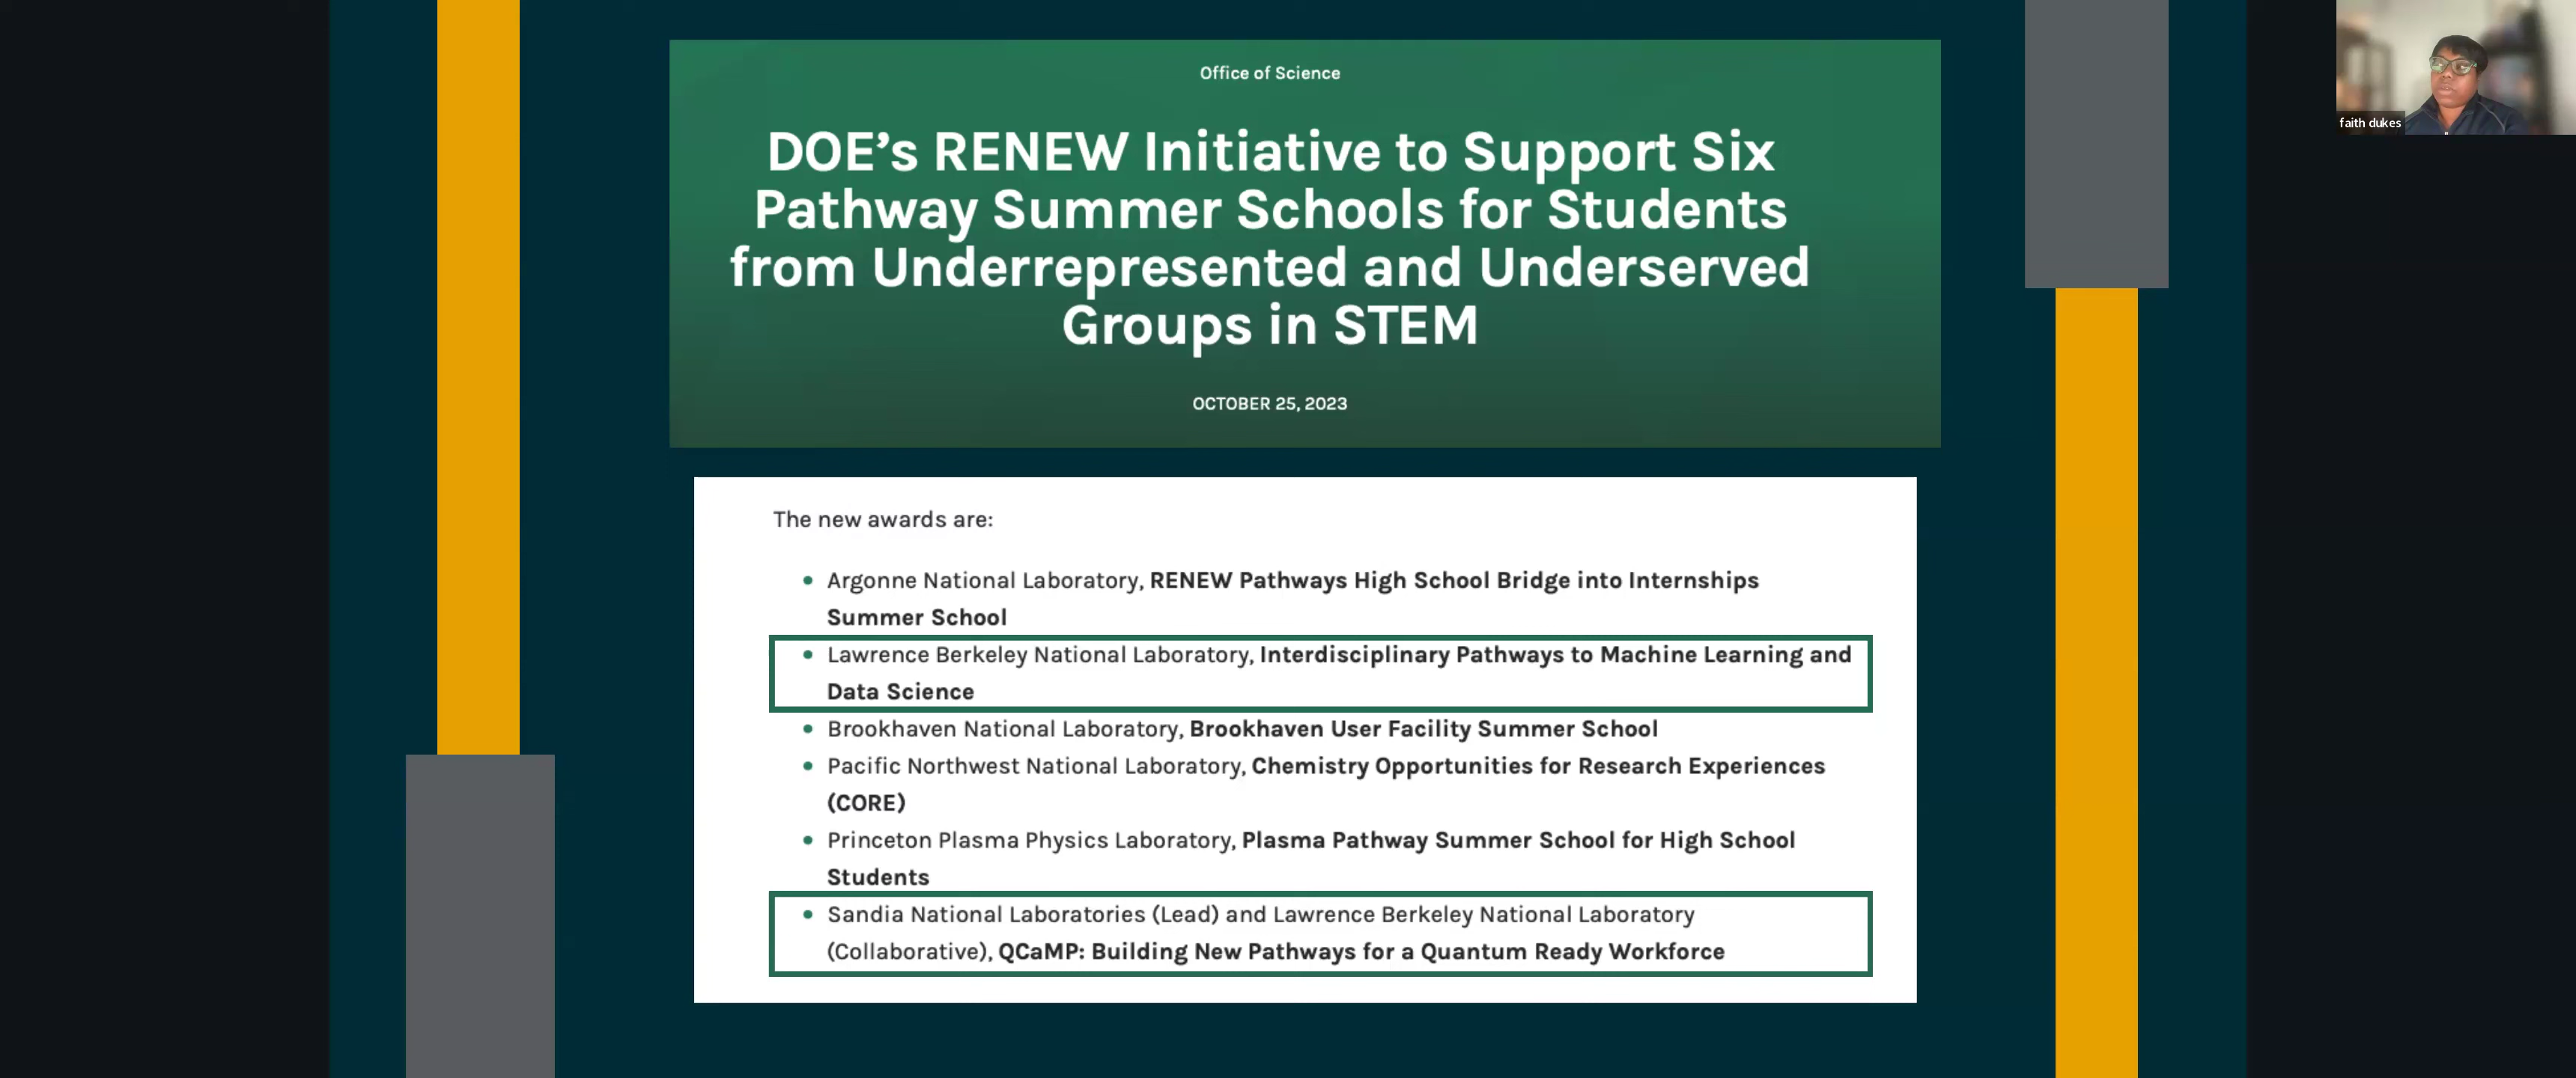 Office of Science
DOE's RENEW Initiative to Support Six
Pathway Summer Schools for Students
from Underrepresented and Underserved
Groups in STEM
OCTOBER 25, 2023
faith dukes
The new awards are:
• Argonne National Laboratory, RENEW Pathways High School Bridge into Internships
Summer School
• Lawrence Berkeley National Laboratory, Interdisciplinary Pathways to Machine Learning and
Data Science
• Brookhaven National Laboratory, Brookhaven User Facility Summer School
• Pacific Northwest National Laboratory, Chemistry Opportunities for Research Experiences
(CORE)
• Princeton Plasma Physics Laboratory, Plasma Pathway Summer School for High School
Students
• Sandia National Laboratories (Lead) and Lawrence Berkeley National Laboratory
(Collaborative), QCaMP: Building New Pathways for a Quantum Ready Workforce